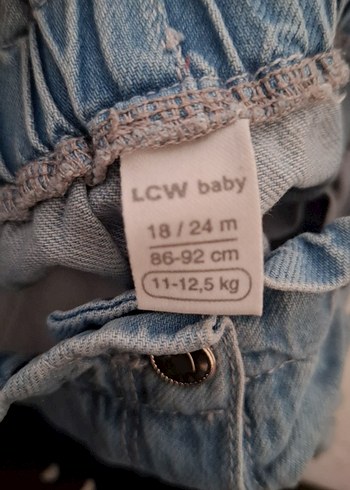 LCW baby
18 / 24 m
86-92 cm
11-12,5 kg